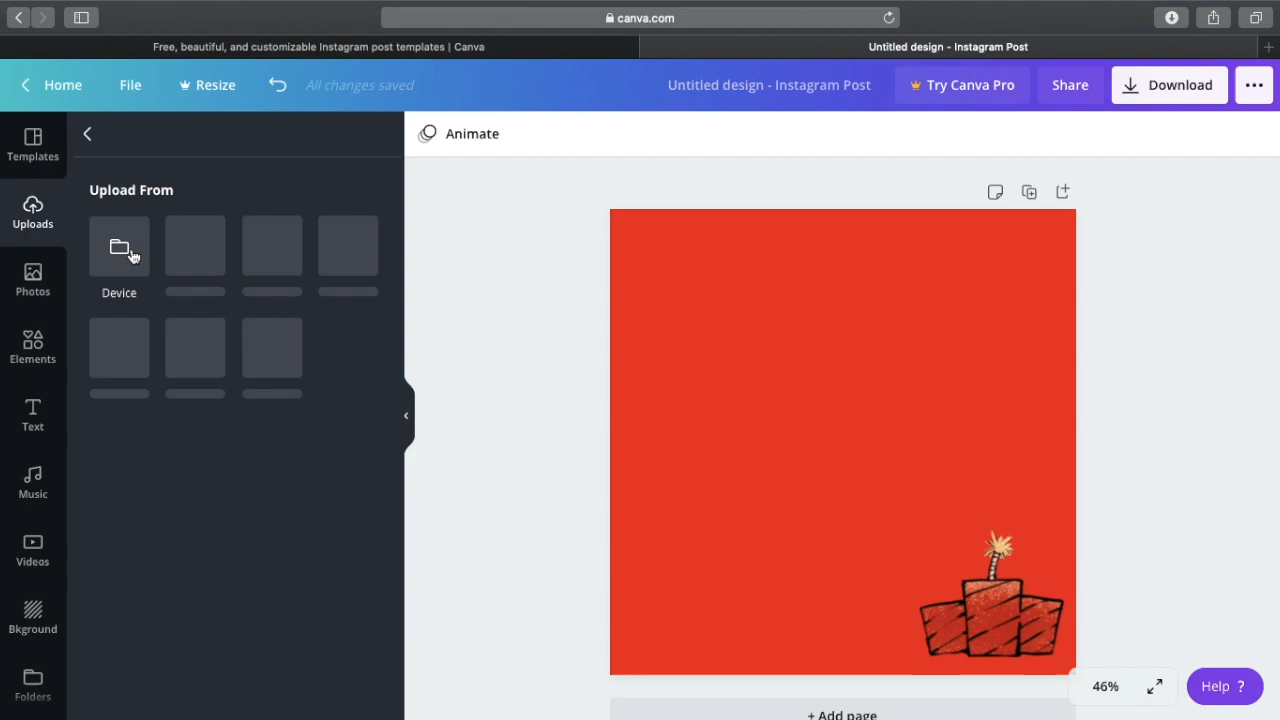 canva.com
Free, beautiful, and customizable Instagram post templates | Canva
Untitled design - Instagram Post
Home
File
Resize
All changes saved
Untitled design - Instagram Post
Try Canva Pro
Share
Download
Templates
Animate
Upload From
Uploads
Device
Photos
Elements
Text
Music
Videos
Bkground
Folders
46%
Help ?
+ Add page